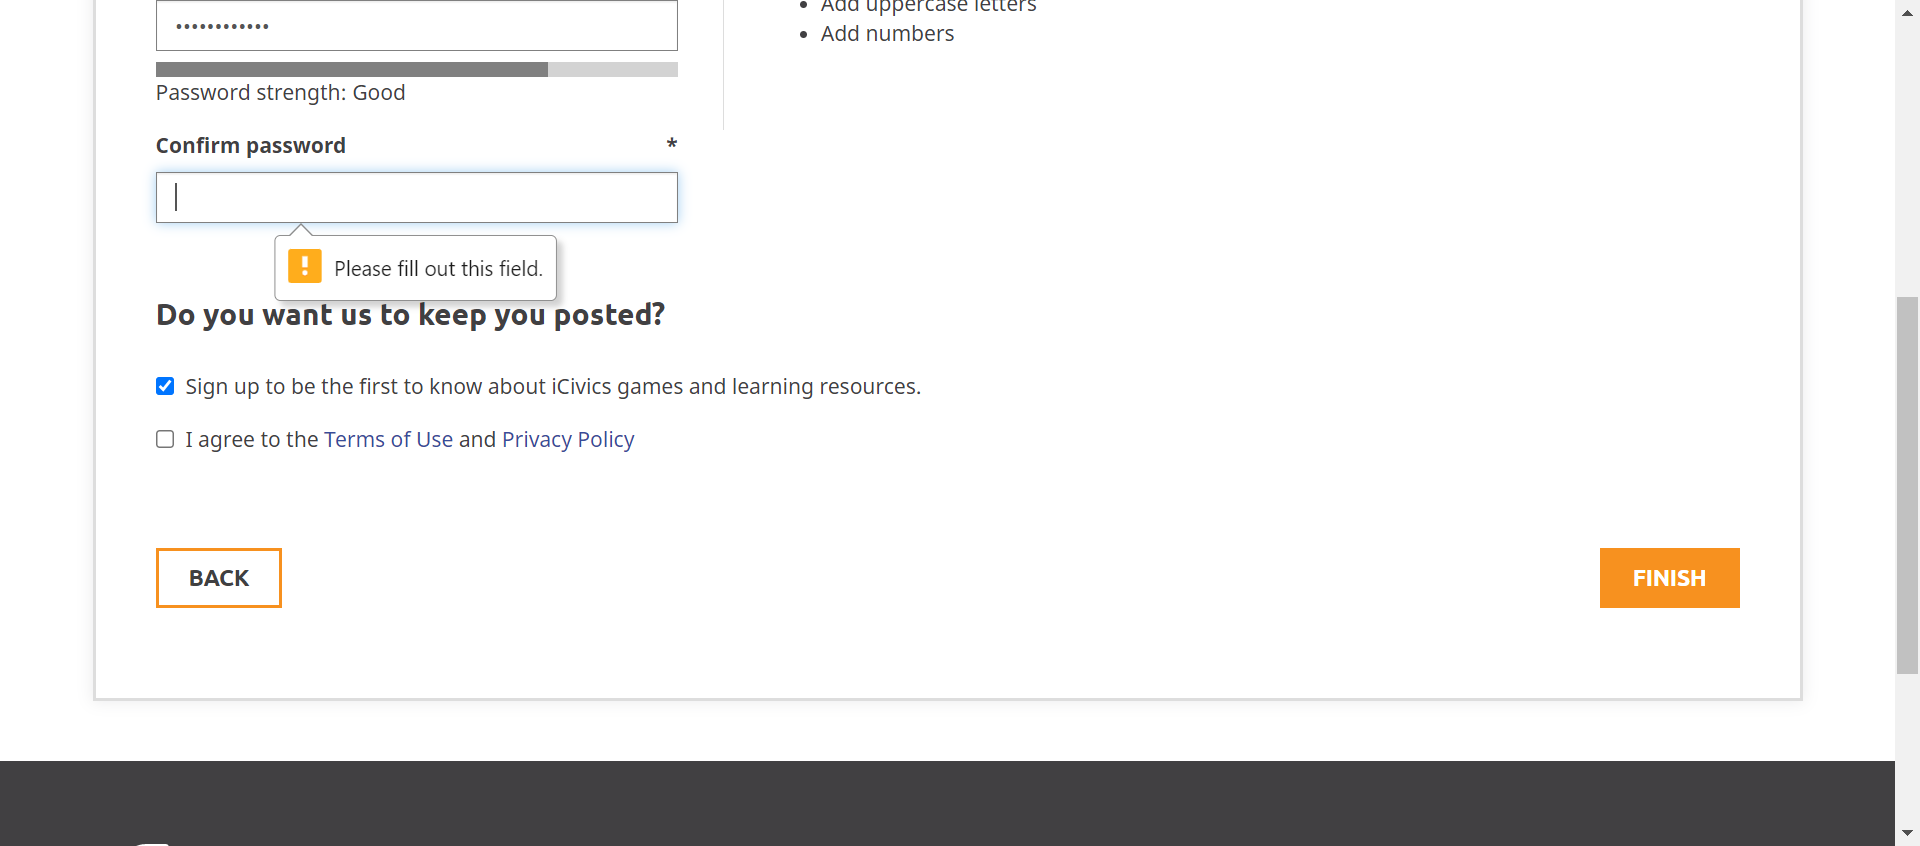 Add uppercase letters
Add numbers
••••••••••••
Password strength: Good
Confirm password *
Please fill out this field.
Do you want us to keep you posted?
Sign up to be the first to know about iCivics games and learning resources.
I agree to the Terms of Use and Privacy Policy
BACK
FINISH